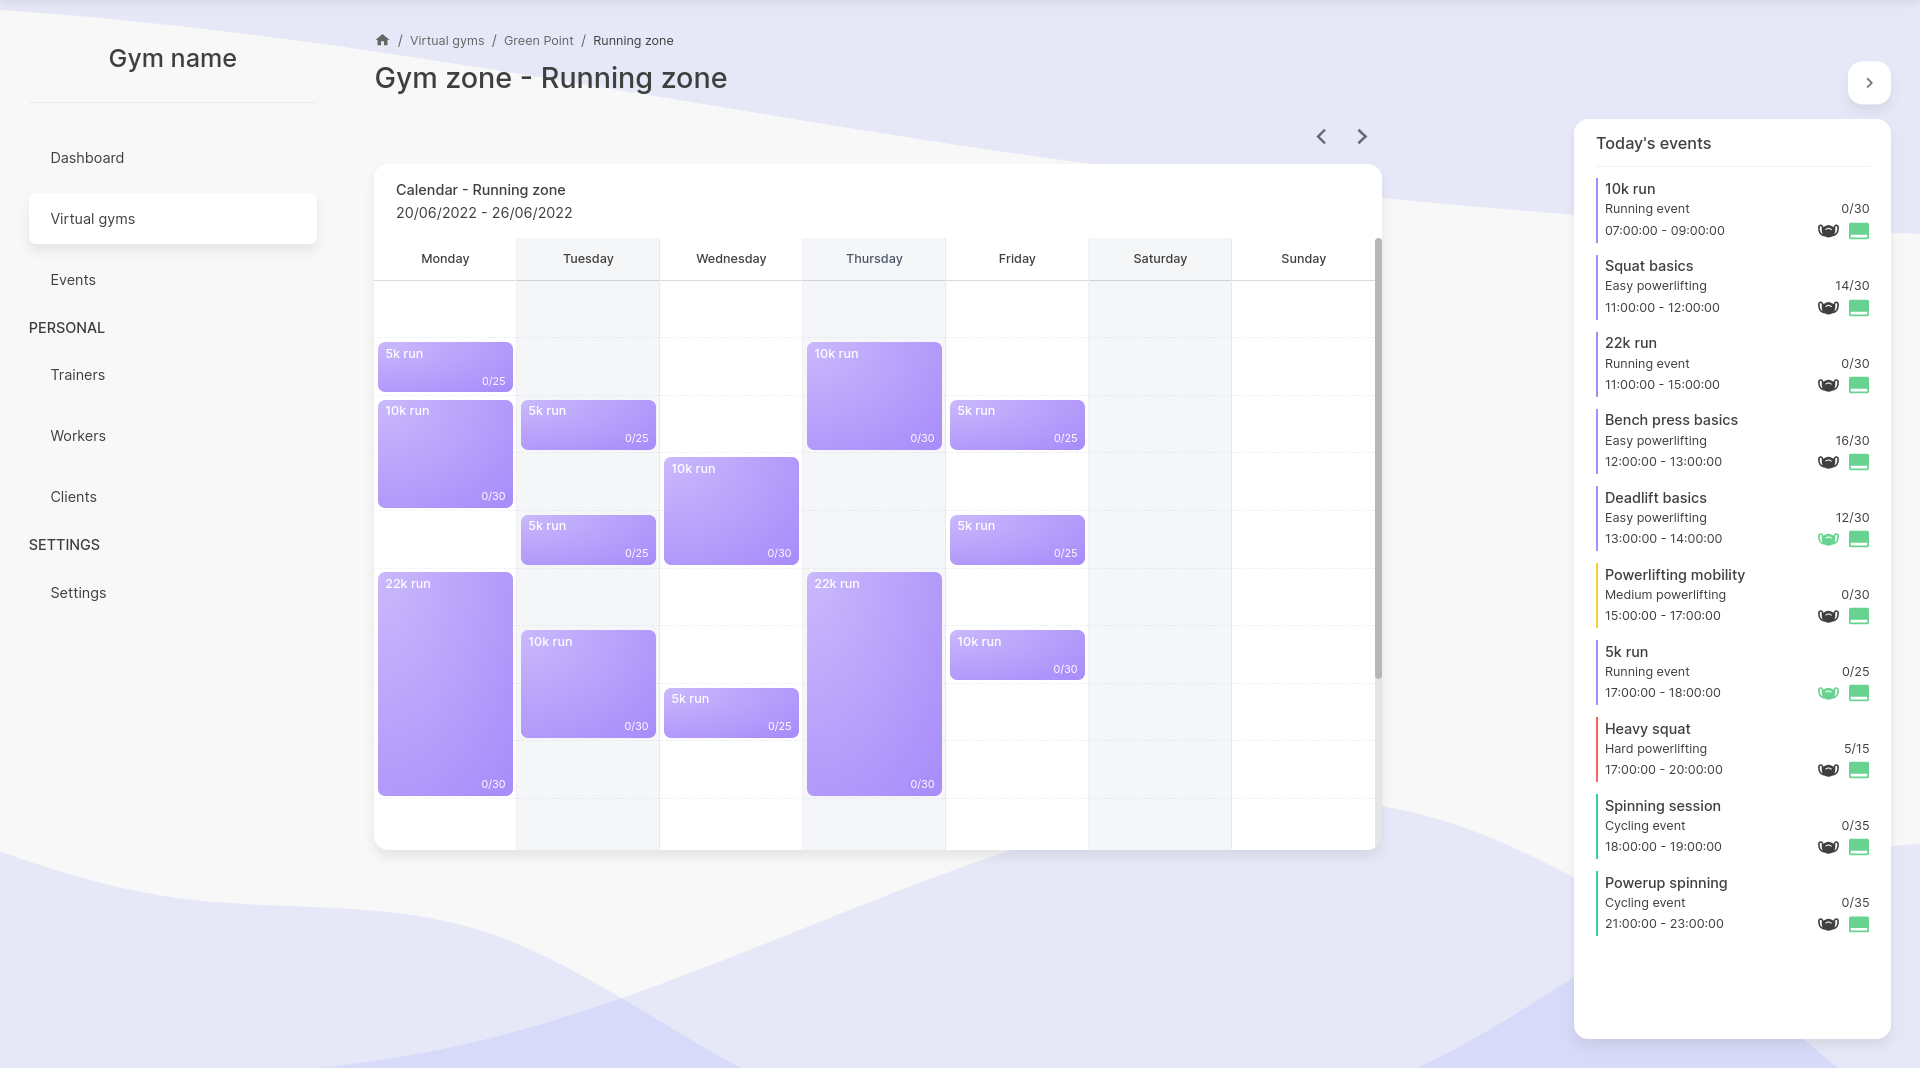 Gym name
Dashboard
Virtual gyms
Events
PERSONAL
Trainers
Workers
Clients
SETTINGS
Settings
/ Virtual gyms / Green Point / Running zone
Gym zone - Running zone
Calendar - Running zone
20/06/2022 - 26/06/2022
Monday Tuesday Wednesday Thursday Friday Saturday Sunday
5k run
0/25
10k run
0/30
22k run
0/30
5k run
0/25
5k run
0/25
10k run
0/30
10k run
0/30
5k run
0/25
10k run
0/30
22k run
0/30
5k run
0/25
5k run
0/25
10k run
0/30
Today's events
10k run
Running event 0/30
07:00:00 - 09:00:00
Squat basics
Easy powerlifting 14/30
11:00:00 - 12:00:00
22k run
Running event 0/30
11:00:00 - 15:00:00
Bench press basics
Easy powerlifting 16/30
12:00:00 - 13:00:00
Deadlift basics
Easy powerlifting 12/30
13:00:00 - 14:00:00
Powerlifting mobility
Medium powerlifting 0/30
15:00:00 - 17:00:00
5k run
Running event 0/25
17:00:00 - 18:00:00
Heavy squat
Hard powerlifting 5/15
17:00:00 - 20:00:00
Spinning session
Cycling event 0/35
18:00:00 - 19:00:00
Powerup spinning
Cycling event 0/35
21:00:00 - 23:00:00